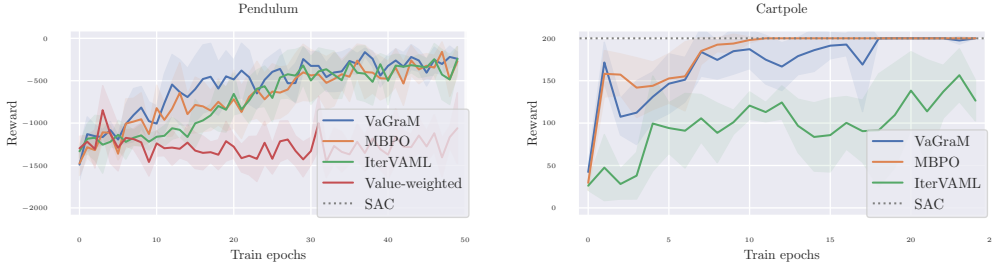 Pendulum
Reward
0
−500
−1000
−1500
−2000
VaGraM
MBPO
IterVAML
Value-weighted
SAC
0
10
20
30
40
50
Train epochs
Cartpole
Reward
200
150
100
50
0
VaGraM
MBPO
IterVAML
SAC
0
5
10
15
20
2
Train epochs